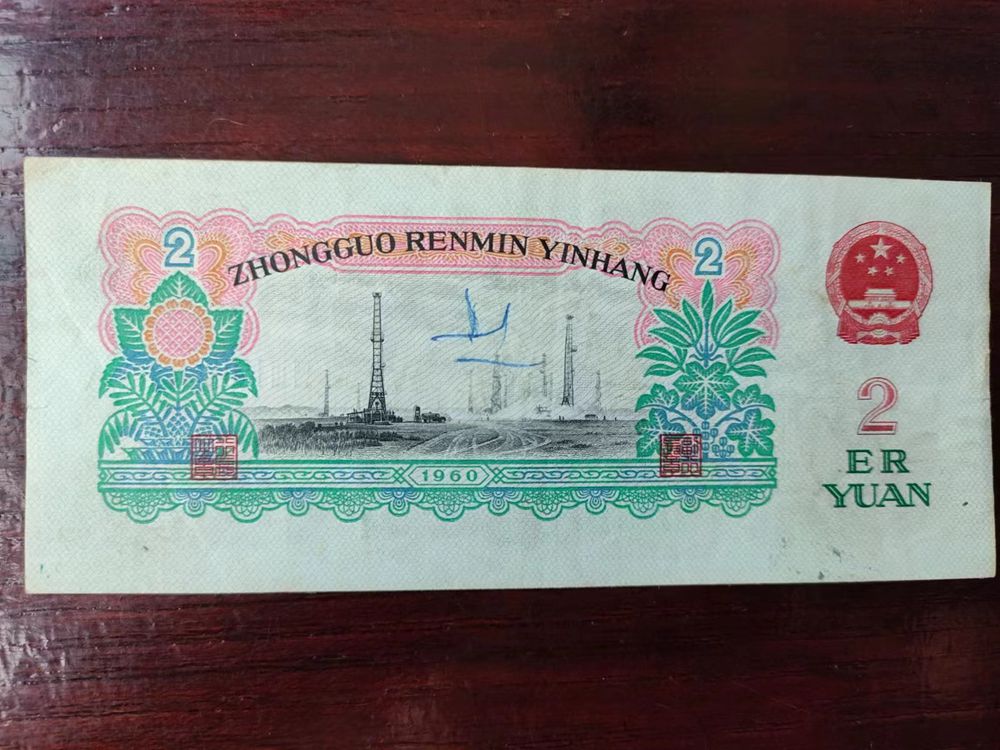 2
ZHONGGUO RENMIN YINHANG
2
1960
2
ER
YUAN